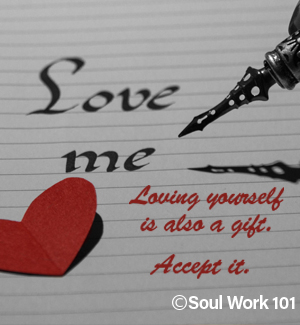 Love
me
Loving yourself
is also a gift.
Accept it.
©Soul Work 101